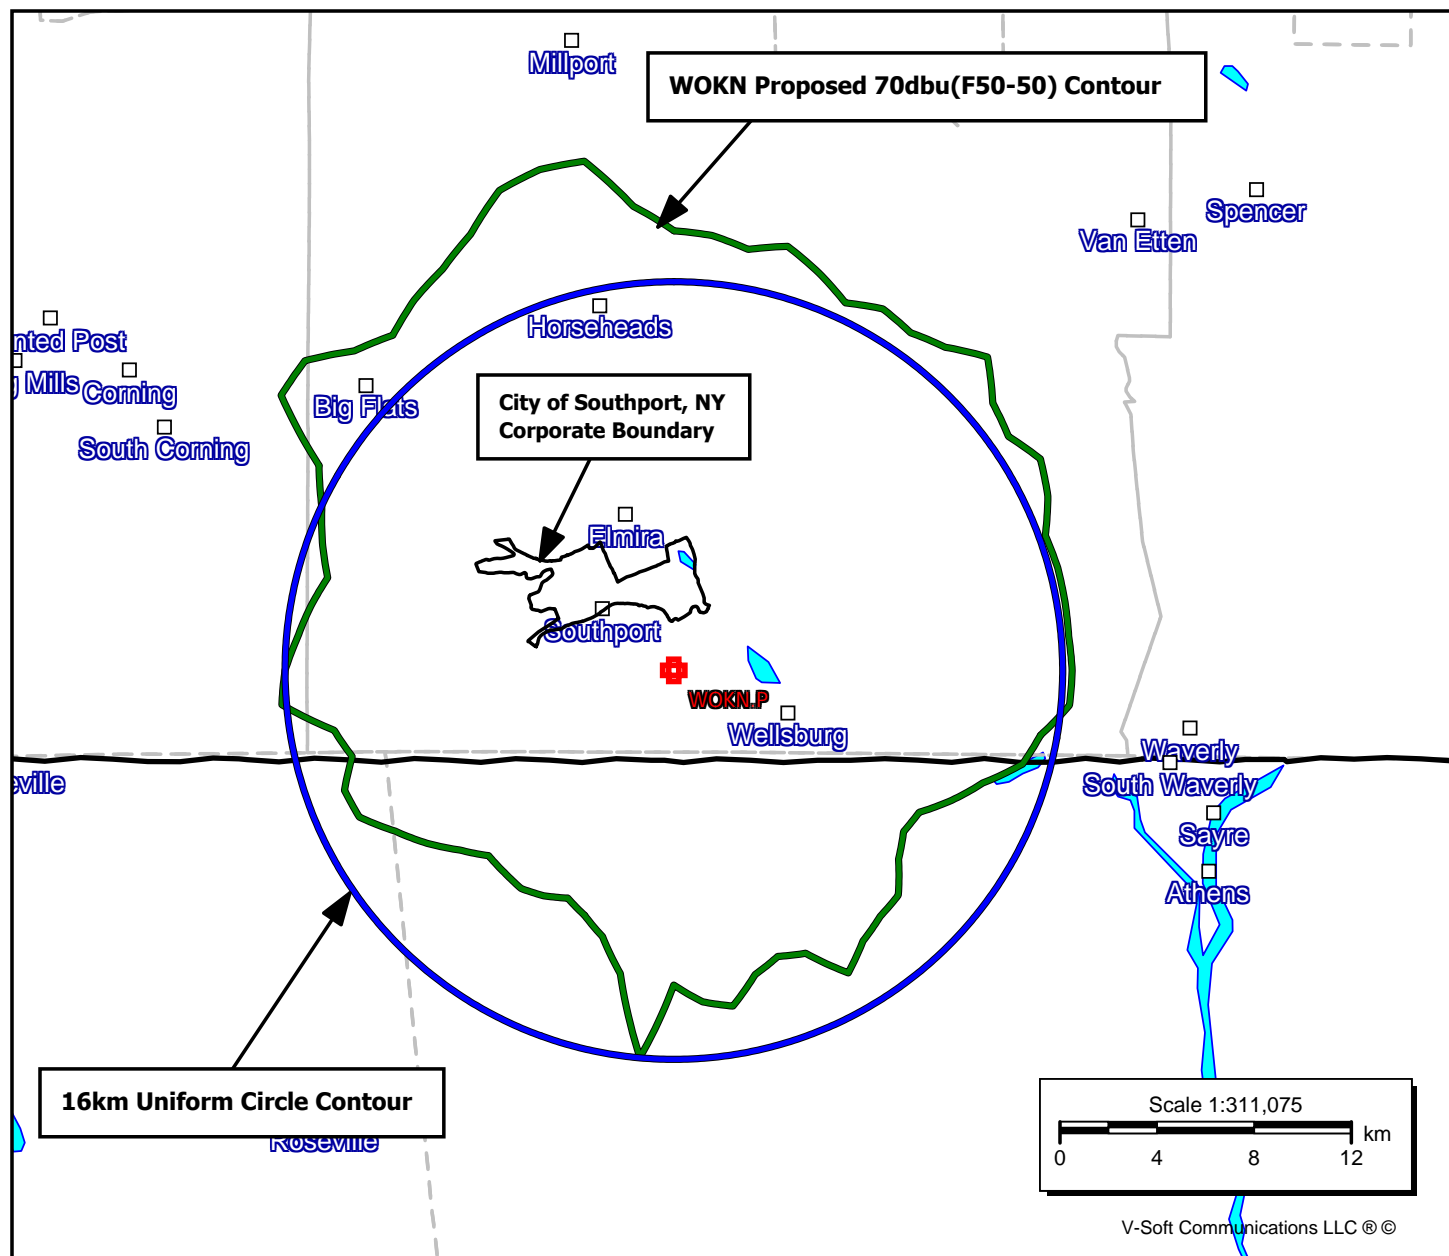 Millport
WOKN Proposed 70dbu(F50-50) Contour
Spencer
Van Etten
Horseheads
nted Post
g Mills
Corning
Big Flats
City of Southport, NY
Corporate Boundary
South Corning
Elmira
Southport
WOKN.P
Wellsburg
Waverly
South Waverly
eville
Sayre
Athens
16km Uniform Circle Contour
Roseville
Scale 1:311,075
km
0 4 8 12
V-Soft Communications LLC ® ©